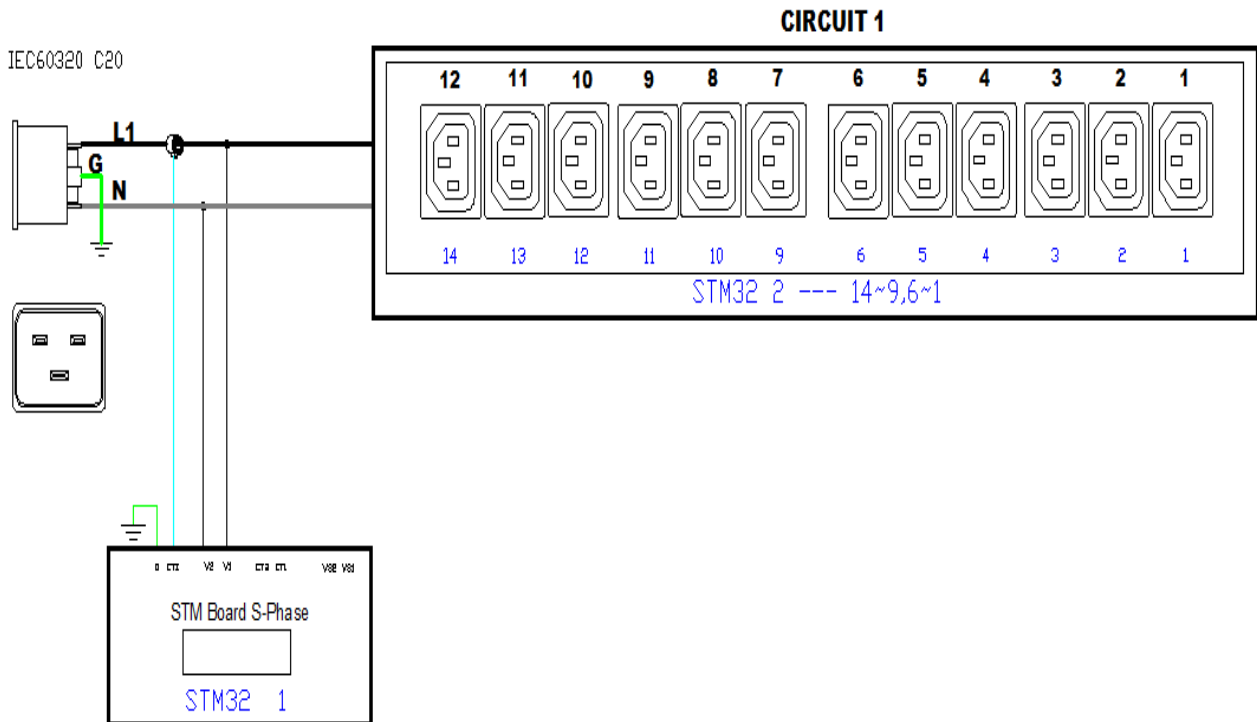 CIRCUIT 1
IEC60320 C20
12 11 10 9 8 7 6 5 4 3 2 1
L1
G
N
14 13 12 11 10 9 6 5 4 3 2 1
STM32 2 --- 14~9,6~1
V2 V1
STM Board S-Phase
STM32 1